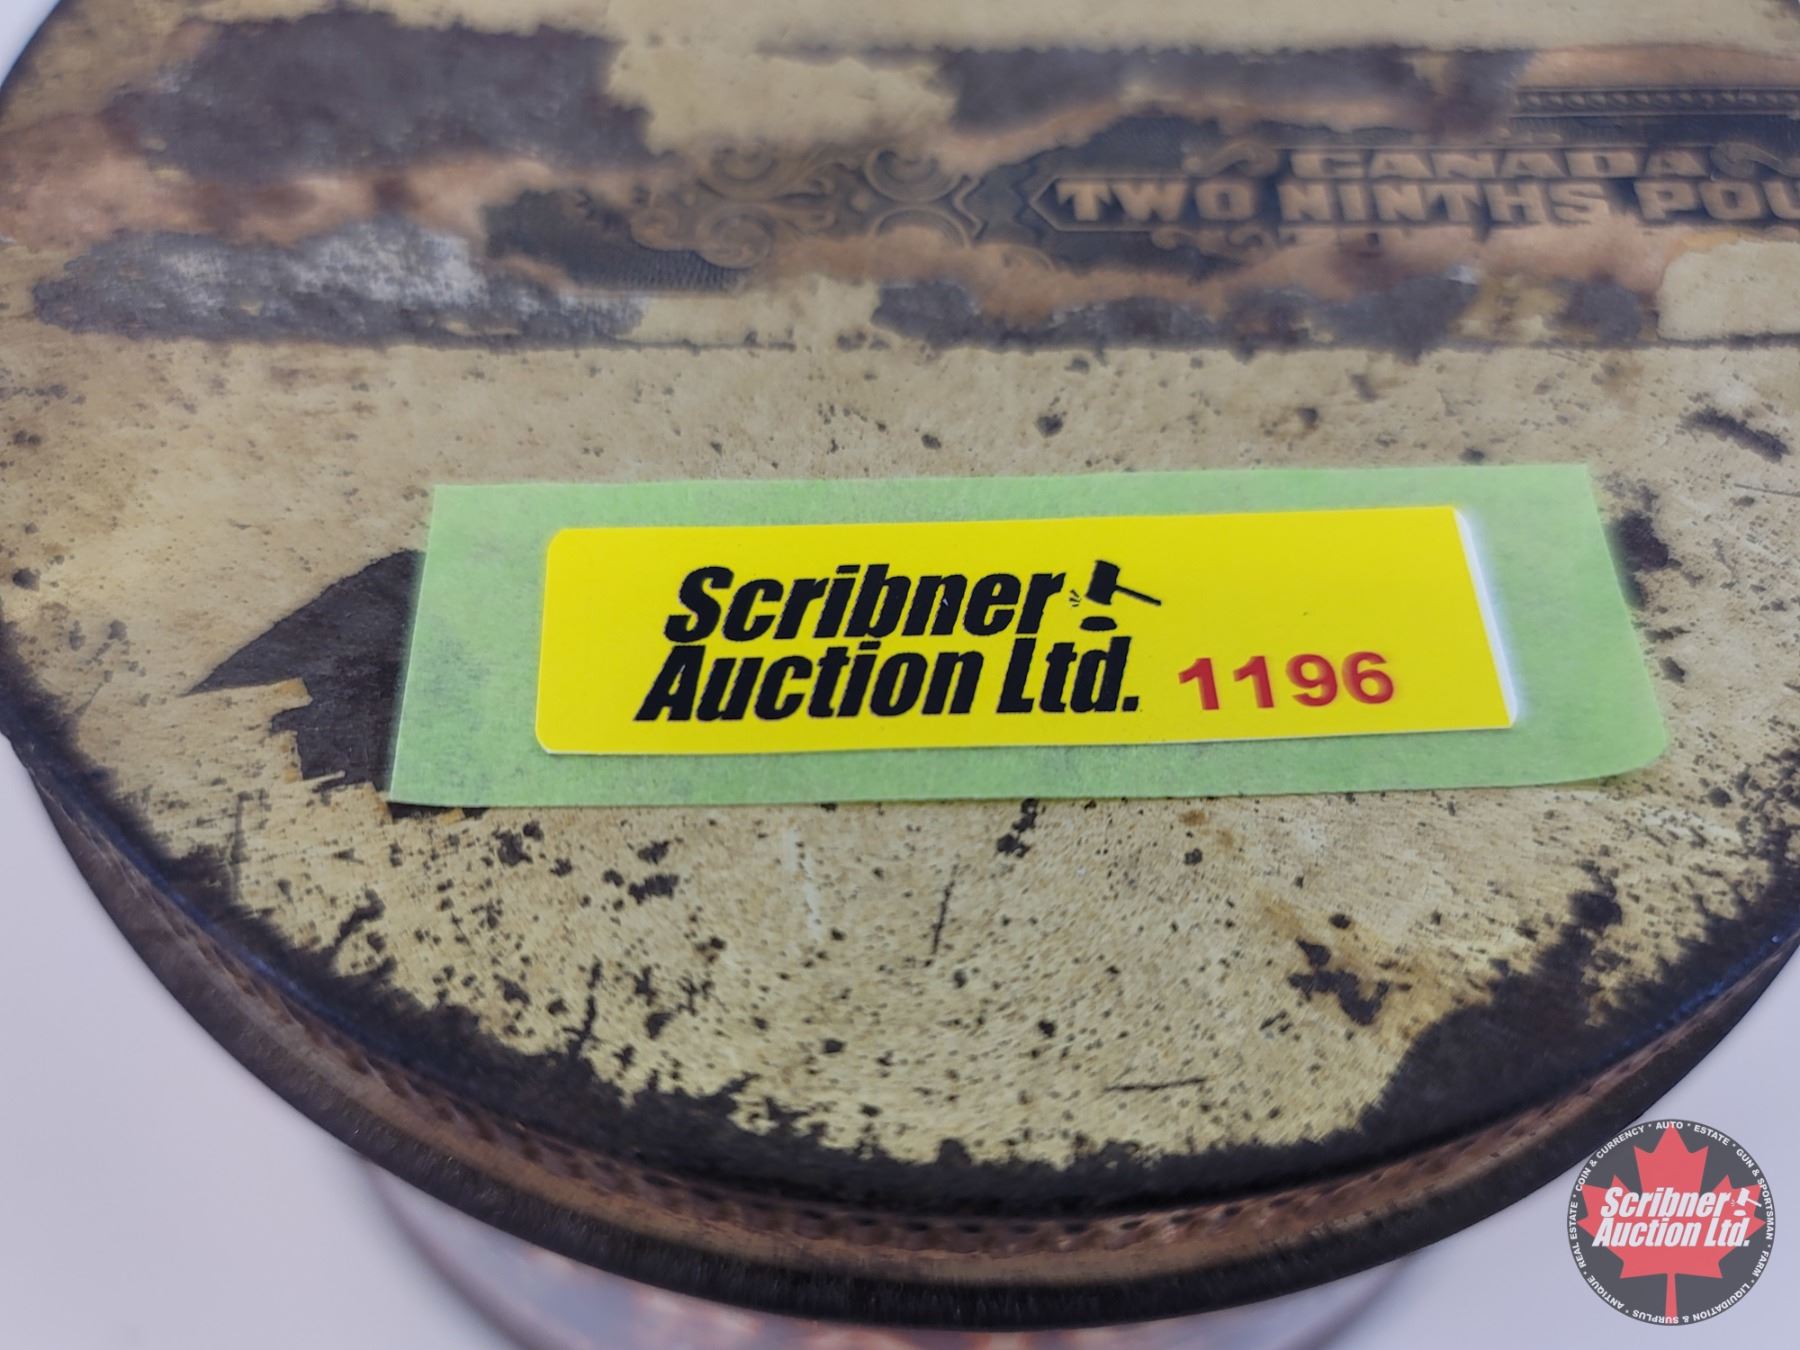 CANADA
TWO NINTHS POU
Scribner
Auction Ltd. 1196
COIN & CURRENCY * AUTO * ESTATE * GUN & SPORTSMAN * FARM * LIQUIDATION & SURPLUS * ANTIQUE * REAL ESTATE *
Scribner
Auction Ltd.